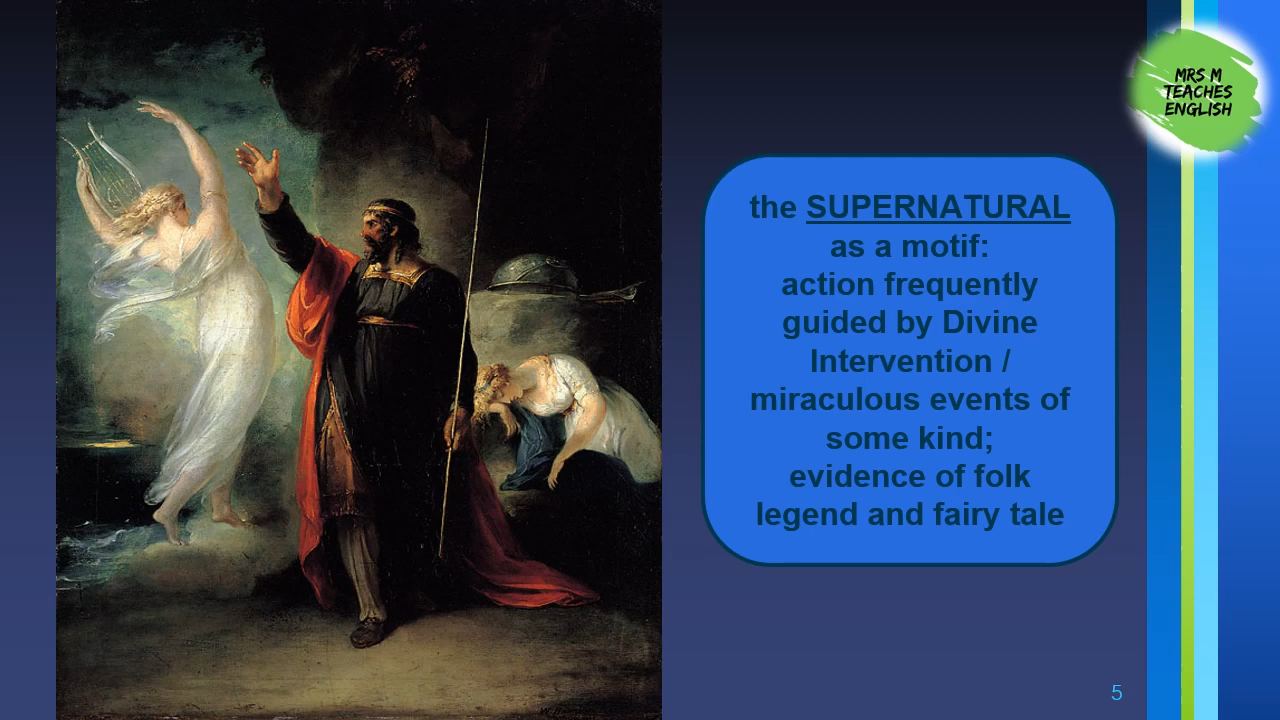 MRS M
TEACHES
ENGLISH
the SUPERNATURAL
as a motif:
action frequently
guided by Divine
Intervention /
miraculous events of
some kind;
evidence of folk
legend and fairy tale
5